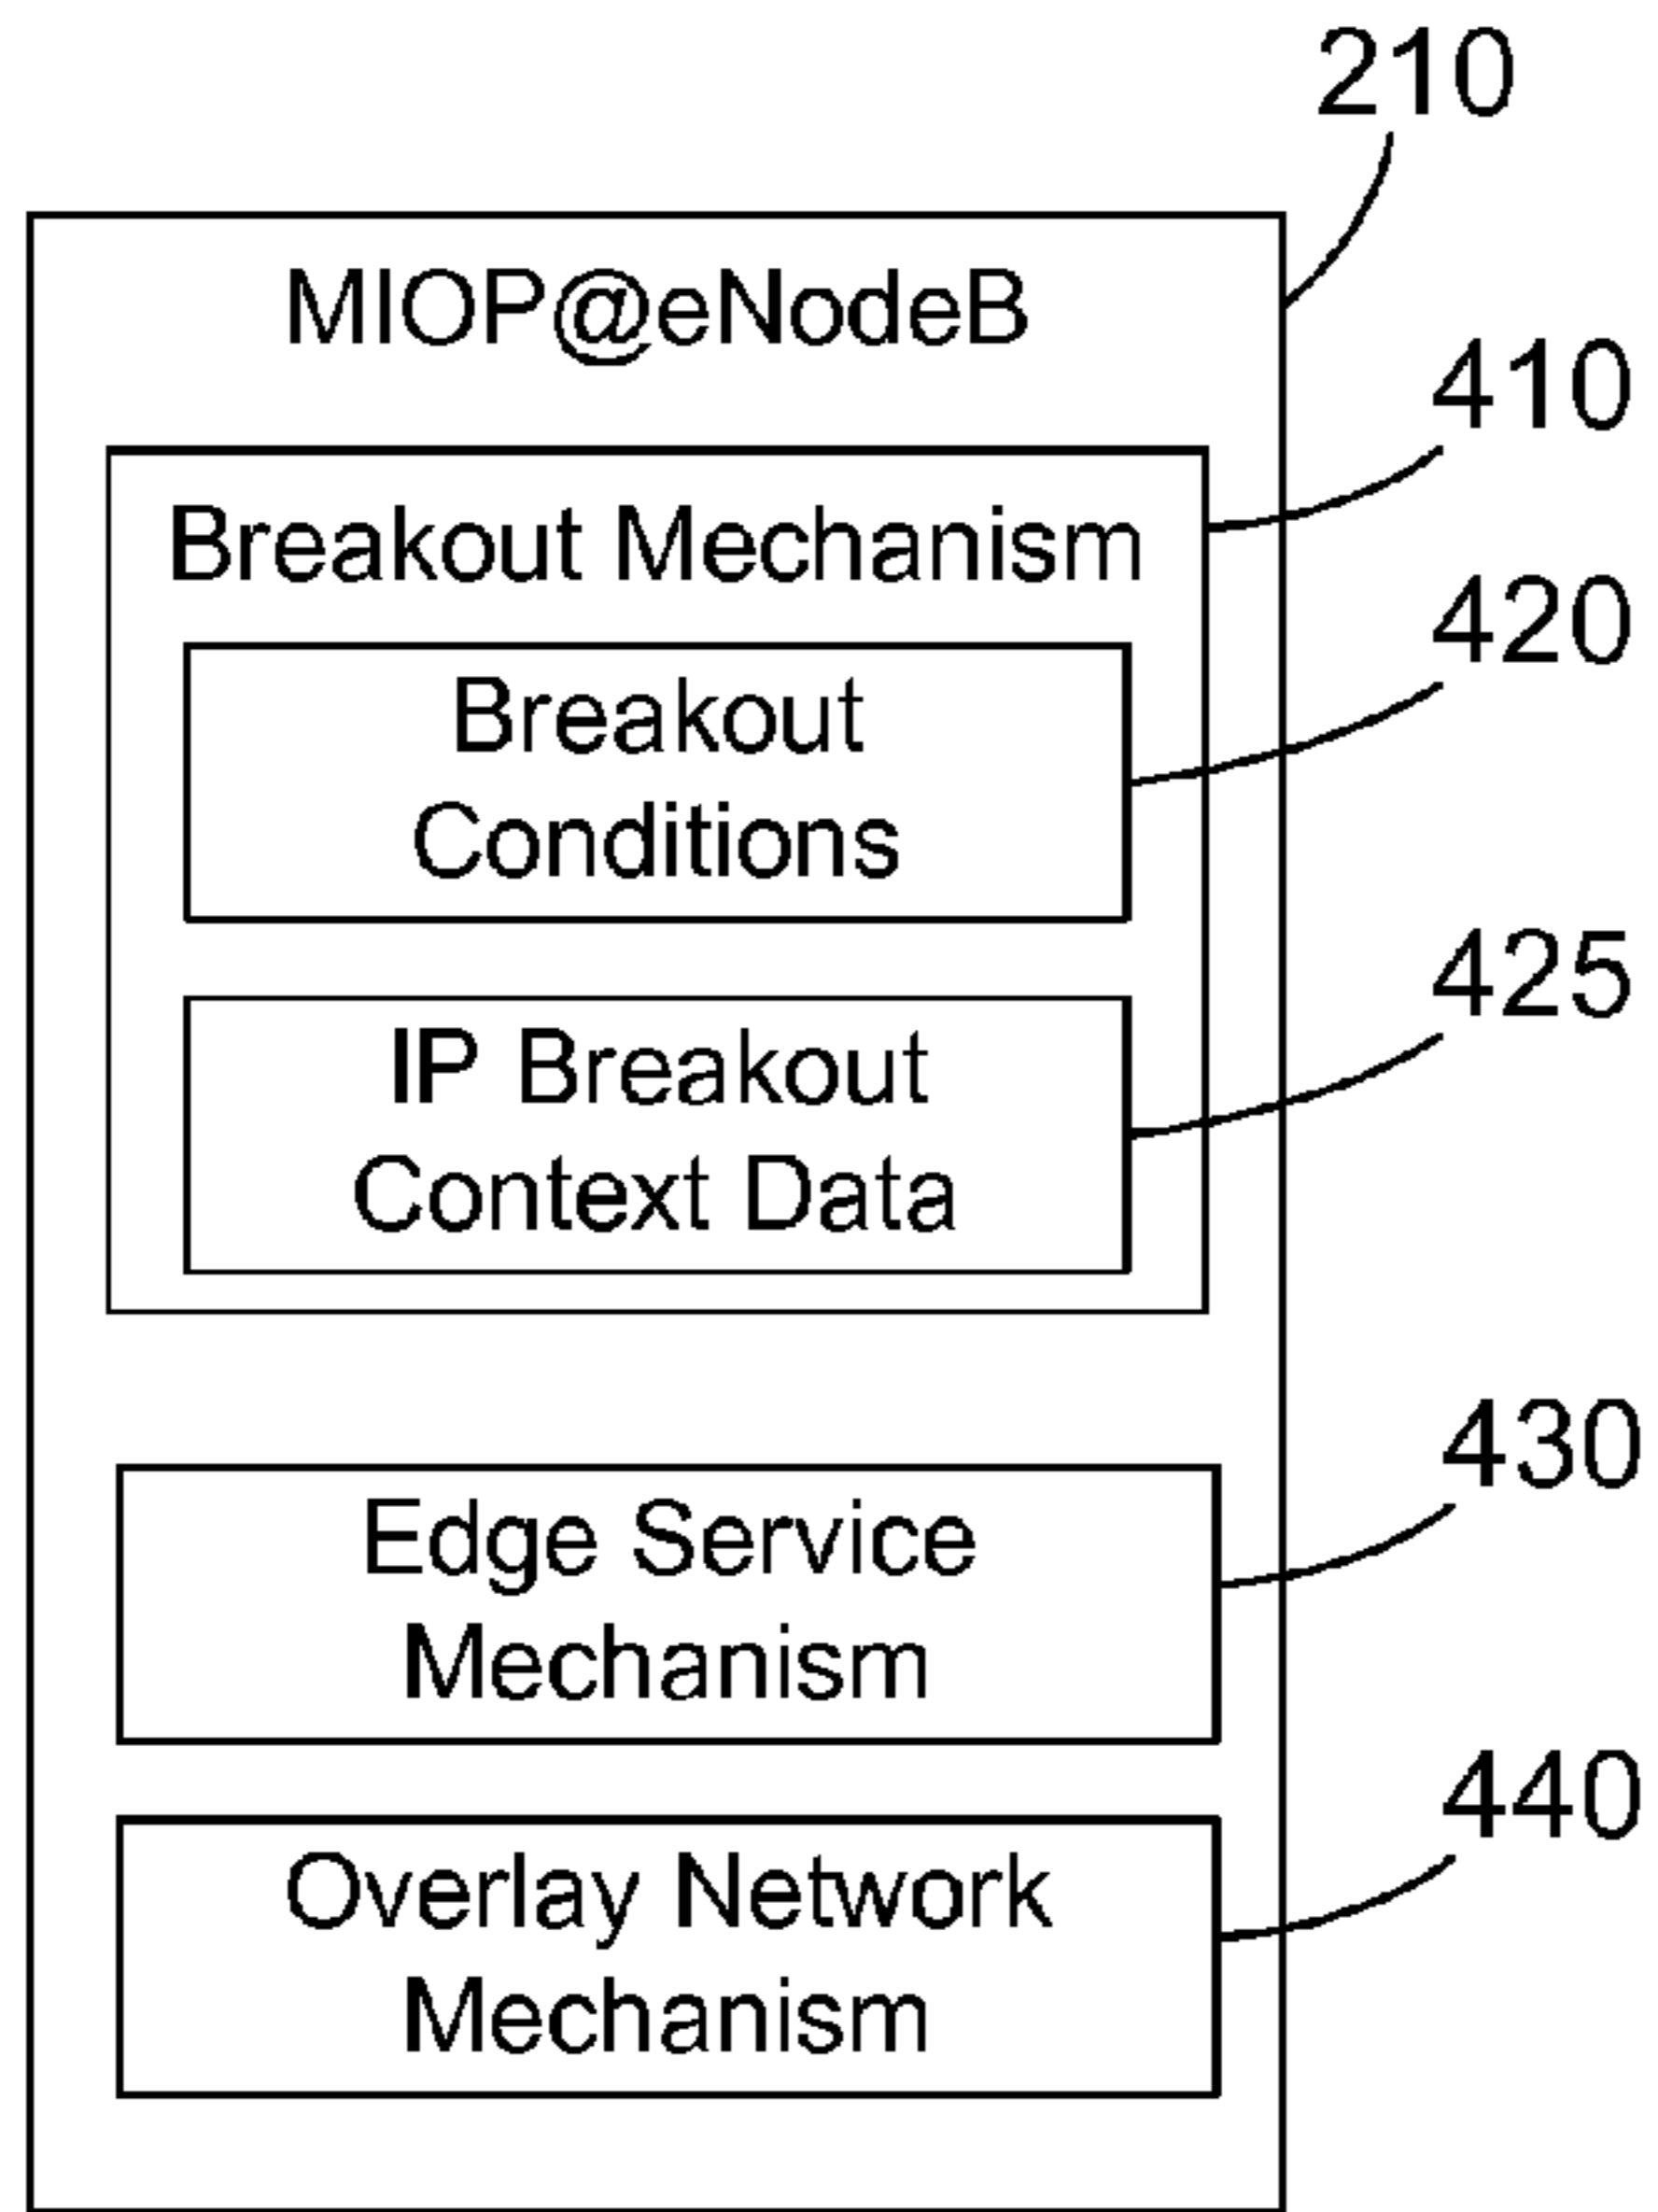 210
MIOP@eNodeB
410
Breakout Mechanism
420
Breakout
Conditions
425
IP Breakout
Context Data
430
Edge Service
Mechanism
440
Overlay Network
Mechanism